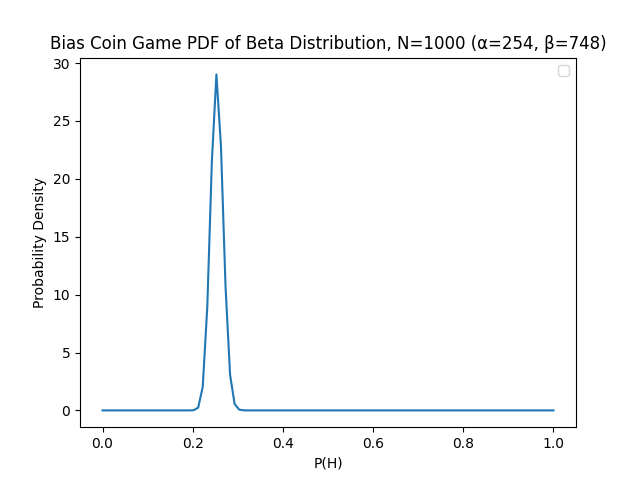 Bias Coin Game PDF of Beta Distribution, N=1000 (α=254, β=748)
30
25
20
15
10
5
0
Probability Density
0.0 0.2 0.4 0.6 0.8 1.0
P(H)